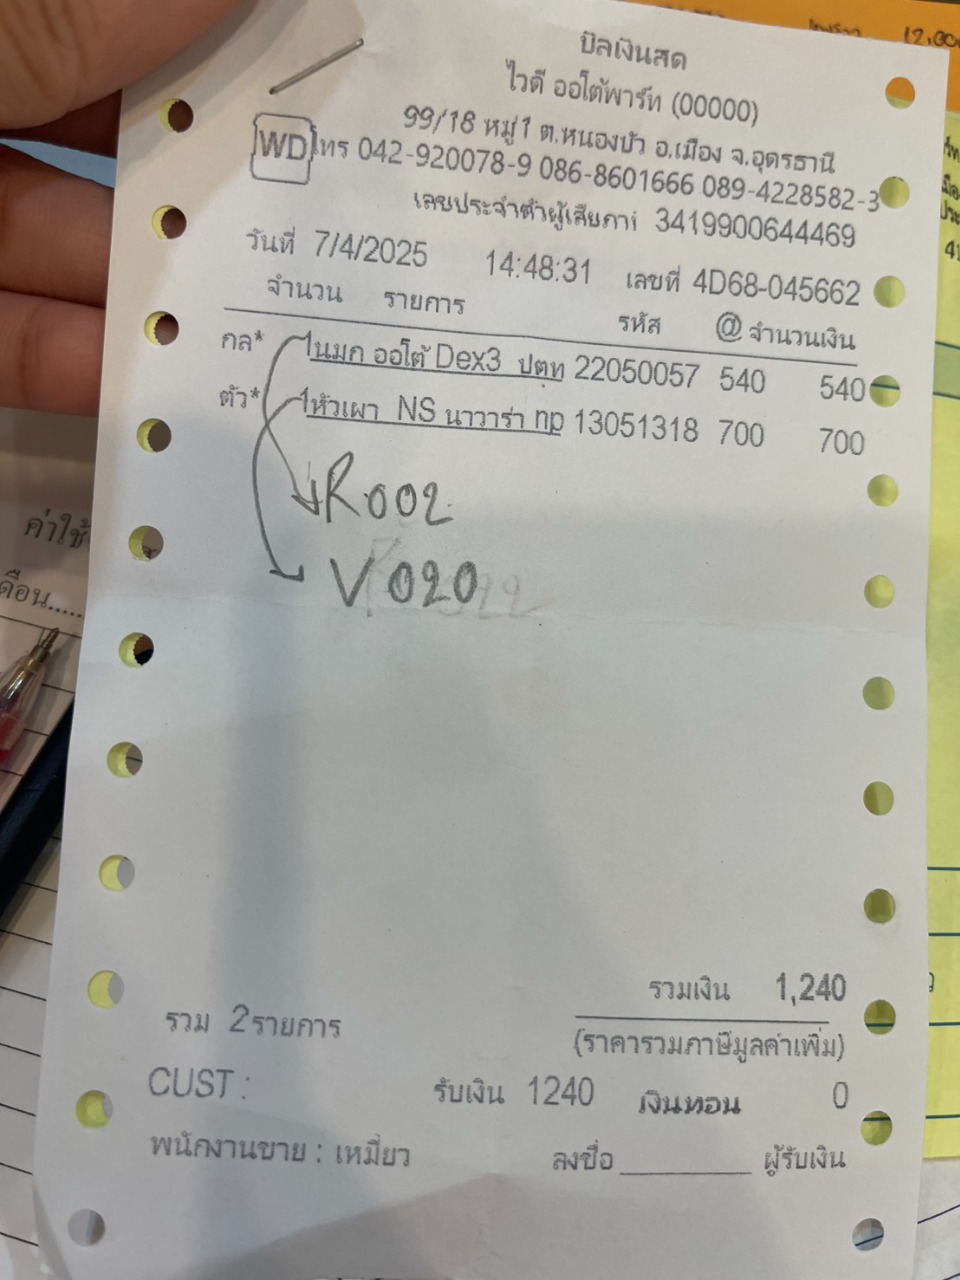 บิลเงินสด
ไวดี ออโต้พาร์ท (00000)
99/18 หมู่1 ต.หนองบัว อ.เมือง จ.อุดรธานี
WD โทร 042-920078-9 086-8601666 089-4228582-3
เลขประจำตัวผู้เสียภาษี 3419900644469
วันที่ 7/4/2025 14:48:31 เลขที่ 4D68-045662
จำนวน รายการ รหัส @ จำนวนเงิน
กล* 1นมก ออโต้ Dex3 ปตท 22050057 540 540
ตัว* 1หัวเผา NS นาวาร่า np 13051318 700 700
R002
V020
รวมเงิน 1,240
รวม 2รายการ
(ราคารวมภาษีมูลค่าเพิ่ม)
CUST : รับเงิน 1240 เงินทอน 0
พนักงานขาย : เหมี่ยว ลงชื่อ ผู้รับเงิน
ค่าใช้
ดือน.....
12,000